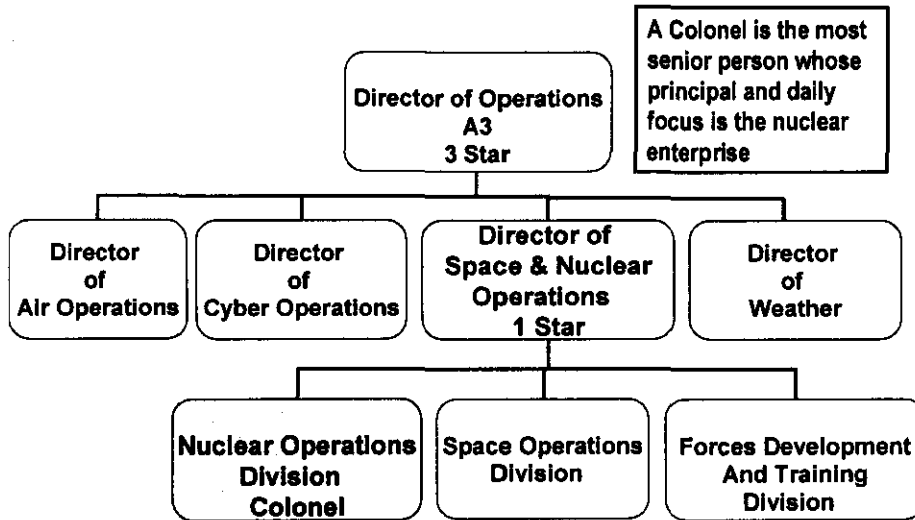 A Colonel is the most
senior person whose
principal and daily
focus is the nuclear
enterprise
Director of Operations
A3
3 Star
Director
of
Air Operations
Director
of
Cyber Operations
Director of
Space & Nuclear
Operations
1 Star
Director
of
Weather
Nuclear Operations
Division
Colonel
Space Operations
Division
Forces Development
And Training
Division